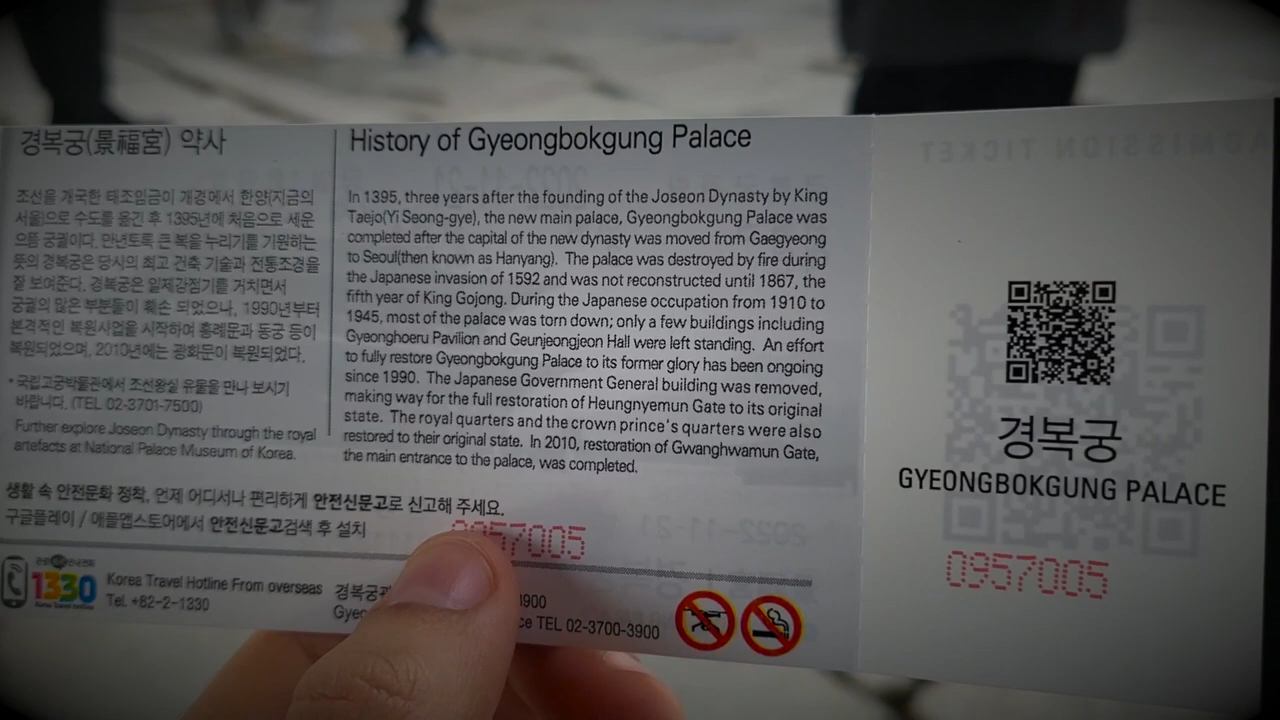 경복궁(景福宮) 약사
조선을 개국한 태조임금이 개경에서 한양(지금의
서울)으로 수도를 옮긴 후 1395년에 처음으로 세운
으뜸 궁궐이다. 만년토록 큰 복을 누리기를 기원하는
뜻의 경복궁은 당시의 최고 건축 기술과 전통조경을
잘 보여준다. 경복궁은 일제강점기를 거치면서
궁궐의 많은 부분들이 훼손 되었으나, 1990년부터
본격적인 복원사업을 시작하여 흥례문과 동궁 등이
복원되었으며, 2010년에는 광화문이 복원되었다.
* 국립고궁박물관에서 조선왕실 유물을 만나 보시기
바랍니다. (TEL 02-3701-7500)
Further explore Joseon Dynasty through the royal
artefacts at National Palace Museum of Korea.
History of Gyeongbokgung Palace
In 1395, three years after the founding of the Joseon Dynasty by King
Taejo(Yi Seong-gye), the new main palace, Gyeongbokgung Palace was
completed after the capital of the new dynasty was moved from Gaegyeong
to Seoul(then known as Hanyang). The palace was destroyed by fire during
the Japanese invasion of 1592 and was not reconstructed until 1867, the
fifth year of King Gojong. During the Japanese occupation from 1910 to
1945, most of the palace was torn down; only a few buildings including
Gyeonghoeru Pavilion and Geunjeongjeon Hall were left standing. An effort
to fully restore Gyeongbokgung Palace to its former glory has been ongoing
since 1990. The Japanese Government General building was removed,
making way for the full restoration of Heungnyemun Gate to its original
state. The royal quarters and the crown prince's quarters were also
restored to their original state. In 2010, restoration of Gwanghwamun Gate,
the main entrance to the palace, was completed.
생활 속 안전문화 정착, 언제 어디서나 편리하게 안전신문고로 신고해 주세요.
구글플레이 / 애플앱스토어에서 안전신문고검색 후 설치
0957005
1330
Korea Travel Hotline From overseas
Tel +82-2-1330
경복궁
3900
TEL 02-3700-3900
ADMISSION TICKET
경복궁
GYEONGBOKGUNG PALACE
0957005
2022-11-21